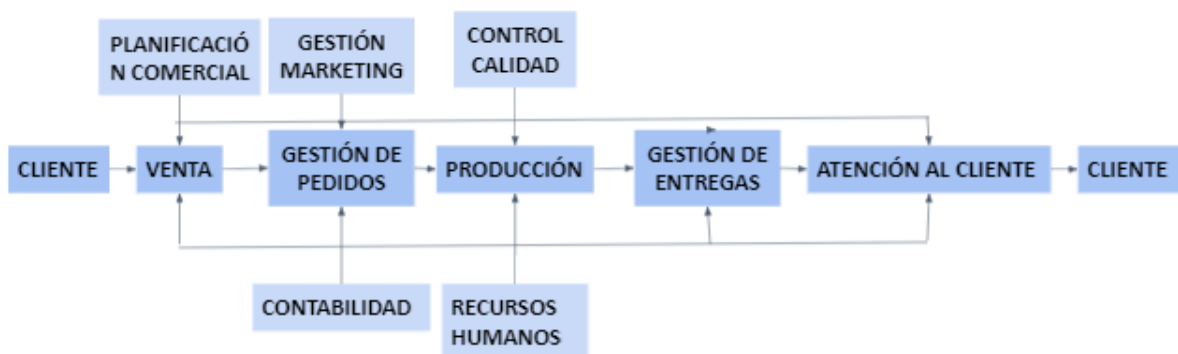 PLANIFICACIÓ
N COMERCIAL
GESTIÓN
MARKETING
CONTROL
CALIDAD
CLIENTE
VENTA
GESTIÓN DE
PEDIDOS
PRODUCCIÓN
GESTIÓN DE
ENTREGAS
ATENCIÓN AL CLIENTE
CLIENTE
CONTABILIDAD
RECURSOS
HUMANOS